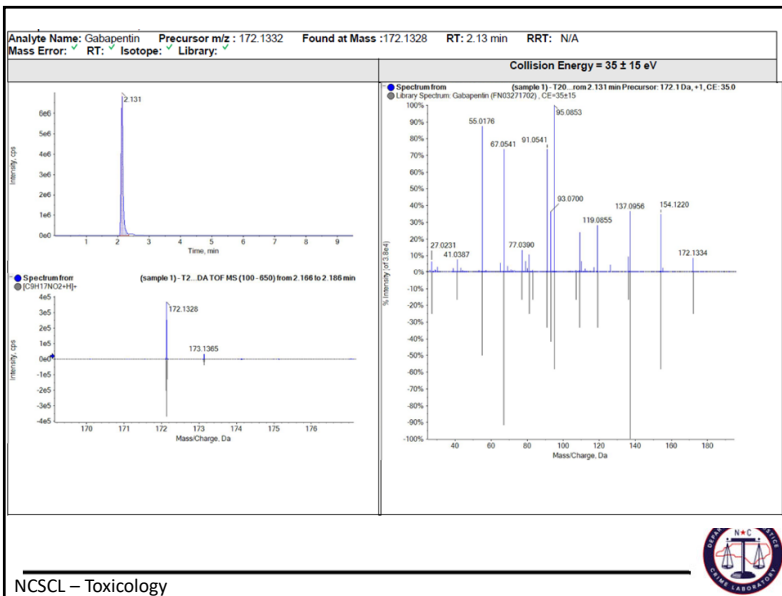 Analyte Name: Gabapentin Precursor m/z : 172.1332 Found at Mass :172.1328 RT: 2.13 min RRT: N/A
Mass Error: ✓ RT: ✓ Isotope: ✓ Library: ✓
Collision Energy = 35 ± 15 eV
2.131
6e6
5e6
4e6
3e6
2e6
1e6
0e0
Intensity, cps
1 2 3 4 5 6 7 8 9
Time, min
Spectrum from (sample 1) - T2...DA TOF MS (100 - 650) from 2.166 to 2.186 min
[C9H17NO2+H]+
4e5
3e5
2e5
1e5
0e0
-1e5
-2e5
-3e5
-4e5
Intensity, cps
172.1328
173.1365
170 171 172 173 174 175 176
Mass/Charge, Da
Spectrum from (sample 1) - T20...rom 2.131 min Precursor: 172.1 Da, +1, CE: 35.0
Library Spectrum: Gabapentin (FN03271702) , CE=35±15
100%
90%
80%
70%
60%
50%
40%
30%
20%
10%
0%
-10%
-20%
-30%
-40%
-50%
-60%
-70%
-80%
-90%
-100%
% Intensity (of 3.8e4)
95.0853
55.0176
67.0541
91.0541
93.0700
119.0855
137.0956
154.1220
27.0231
41.0387
77.0390
172.1334
40 60 80 100 120 140 160 180
Mass/Charge, Da
NCSCL – Toxicology
N C
CRIME LABORATORY